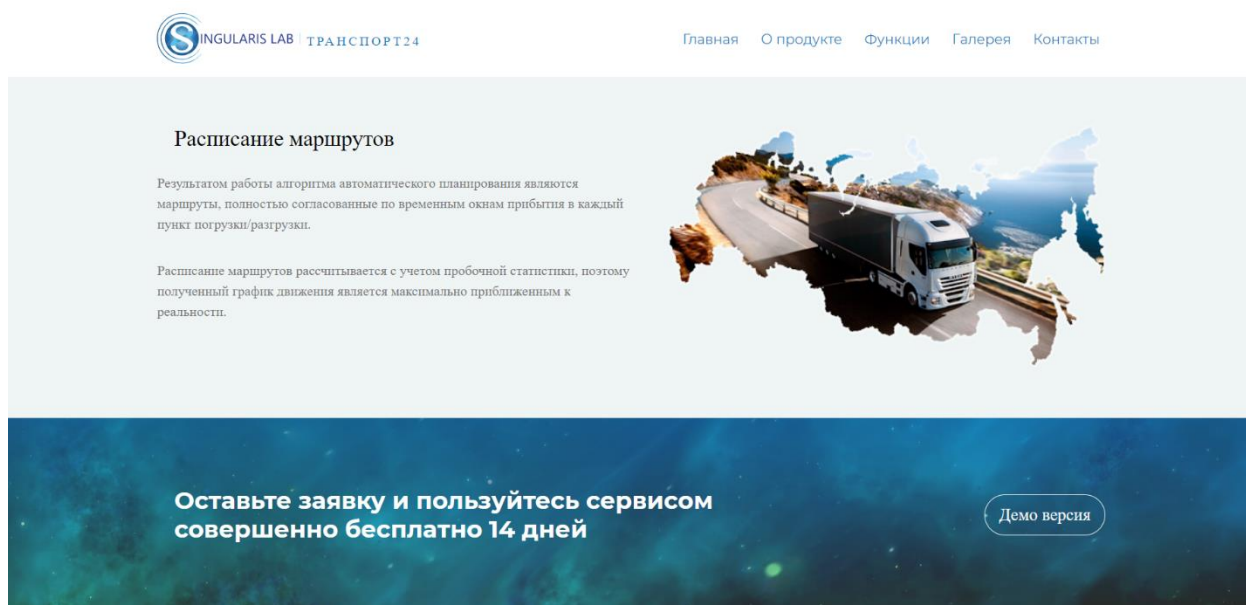 SINGULARIS LAB ТРАНСПОРТ24
Главная О продукте Функции Галерея Контакты
Расписание маршрутов
Результатом работы алгоритма автоматического планирования являются
маршруты, полностью согласованные по временным окнам прибытия в каждый
пункт погрузки/разгрузки.
Расписание маршрутов рассчитывается с учетом пробочной статистики, поэтому
полученный график движения является максимально приближенным к
реальности.
Оставьте заявку и пользуйтесь сервисом
совершенно бесплатно 14 дней
Демо версия